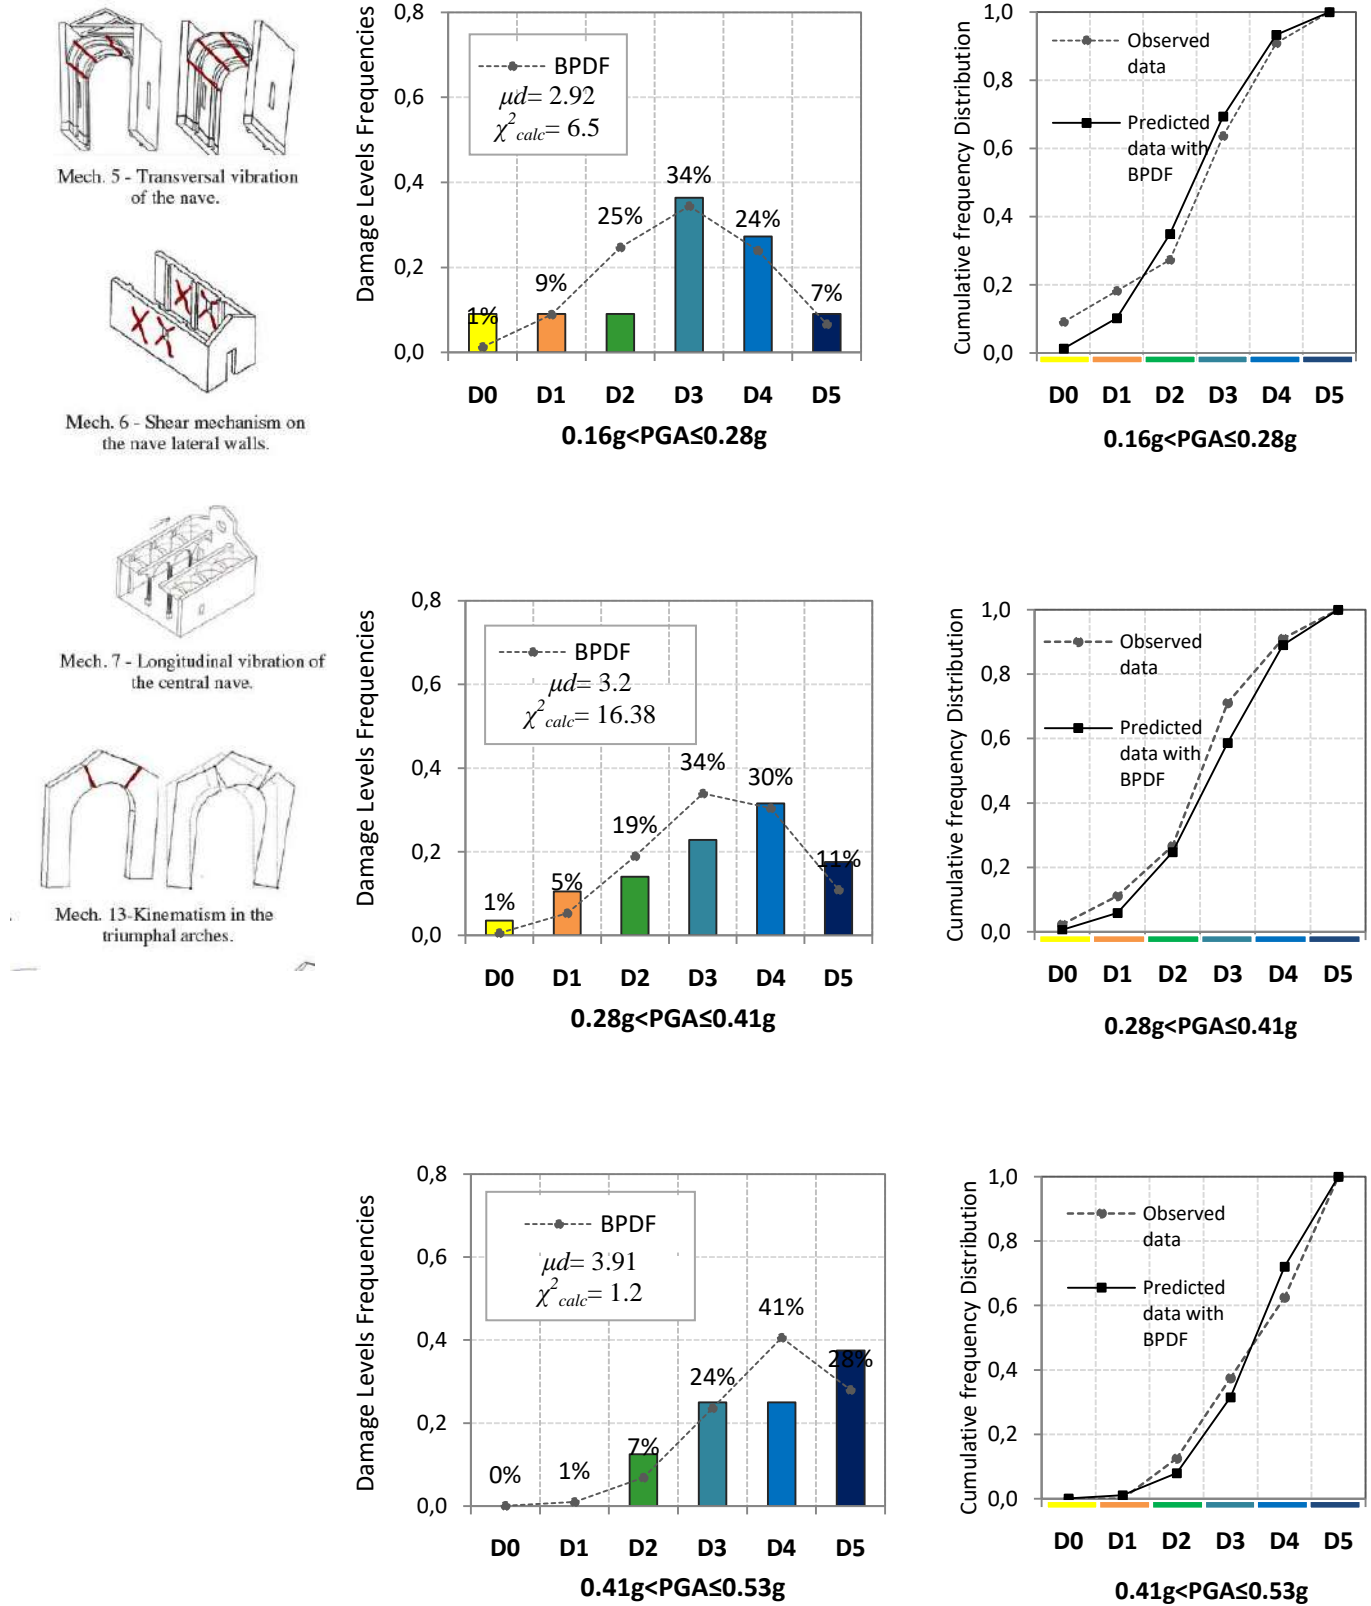 Mech. 5 - Transversal vibration
of the nave.
Mech. 6 - Shear mechanism on
the nave lateral walls.
Mech. 7 - Longitudinal vibration of
the central nave.
Mech. 13-Kinematism in the
triumphal arches.
Damage Levels Frequencies
0,8
0,6
0,4
0,2
0,0
BPDF
μd= 2.92
χ²calc= 6.5
1%
9%
25%
34%
24%
7%
D0 D1 D2 D3 D4 D5
0.16g<PGA≤0.28g
Cumulative frequency Distribution
1,0
0,8
0,6
0,4
0,2
0,0
Observed
data
Predicted
data with
BPDF
D0 D1 D2 D3 D4 D5
0.16g<PGA≤0.28g
Damage Levels Frequencies
0,8
0,6
0,4
0,2
0,0
BPDF
μd= 3.2
χ²calc= 16.38
1%
5%
19%
34%
30%
11%
D0 D1 D2 D3 D4 D5
0.28g<PGA≤0.41g
Cumulative frequency Distribution
1,0
0,8
0,6
0,4
0,2
0,0
Observed
data
Predicted
data with
BPDF
D0 D1 D2 D3 D4 D5
0.28g<PGA≤0.41g
Damage Levels Frequencies
0,8
0,6
0,4
0,2
0,0
BPDF
μd= 3.91
χ²calc= 1.2
0%
1%
7%
24%
41%
28%
D0 D1 D2 D3 D4 D5
0.41g<PGA≤0.53g
Cumulative frequency Distribution
1,0
0,8
0,6
0,4
0,2
0,0
Observed
data
Predicted
data with
BPDF
D0 D1 D2 D3 D4 D5
0.41g<PGA≤0.53g